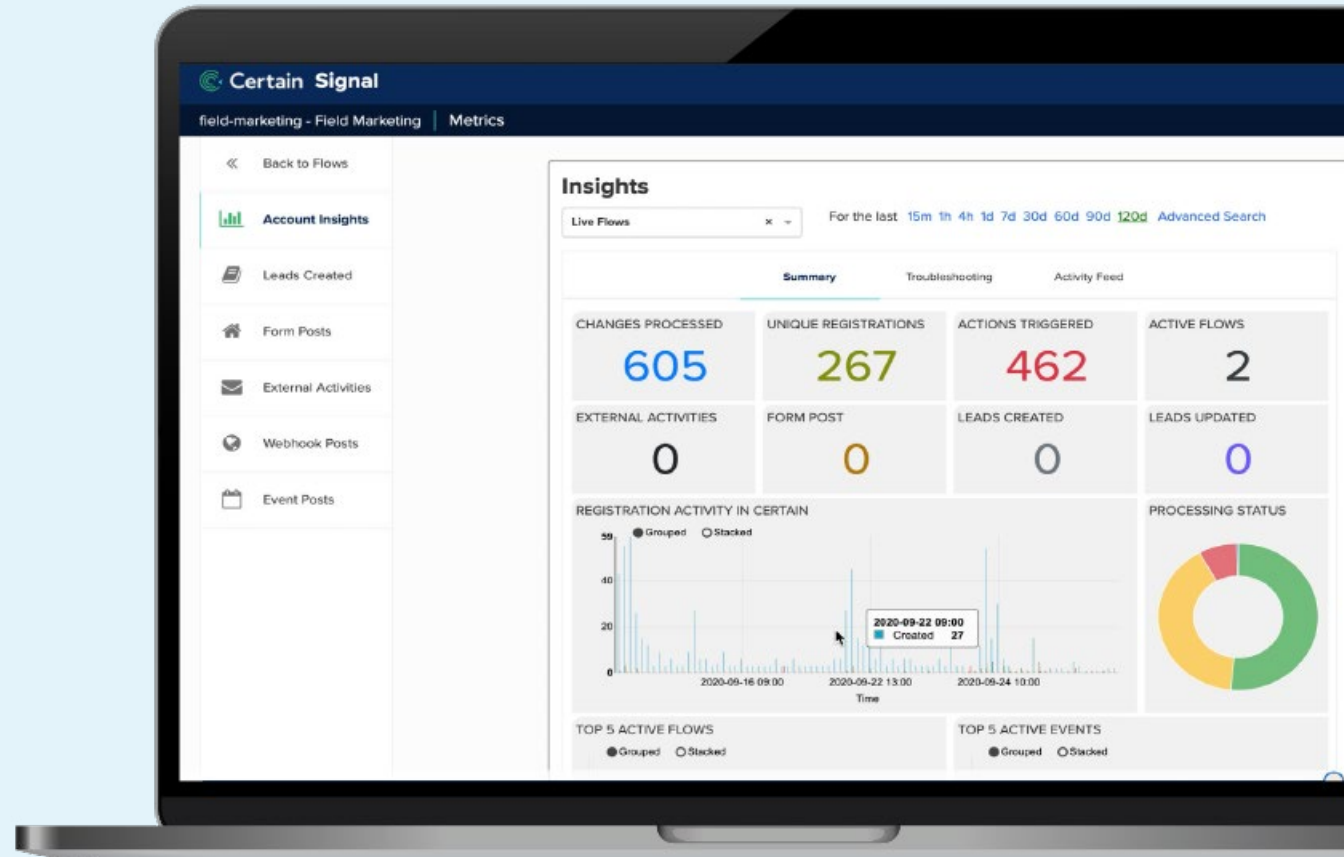 Certain Signal
field-marketing - Field Marketing | Metrics
Back to Flows
Account Insights
Leads Created
Form Posts
External Activities
Webhook Posts
Event Posts
Insights
Live Flows
For the last 15m 1h 4h 1d 7d 30d 60d 90d 120d Advanced Search
Summary Troubleshooting Activity Feed
CHANGES PROCESSED UNIQUE REGISTRATIONS ACTIONS TRIGGERED ACTIVE FLOWS
605 267 462 2
EXTERNAL ACTIVITIES FORM POST LEADS CREATED LEADS UPDATED
0 0 0 0
REGISTRATION ACTIVITY IN CERTAIN PROCESSING STATUS
Grouped Stacked
59
40
20
0
2020-09-22 09:00
Created 27
2020-09-16 09:00 2020-09-22 13:00 2020-09-24 10:00
Time
TOP 5 ACTIVE FLOWS TOP 5 ACTIVE EVENTS
Grouped Stacked Grouped Stacked